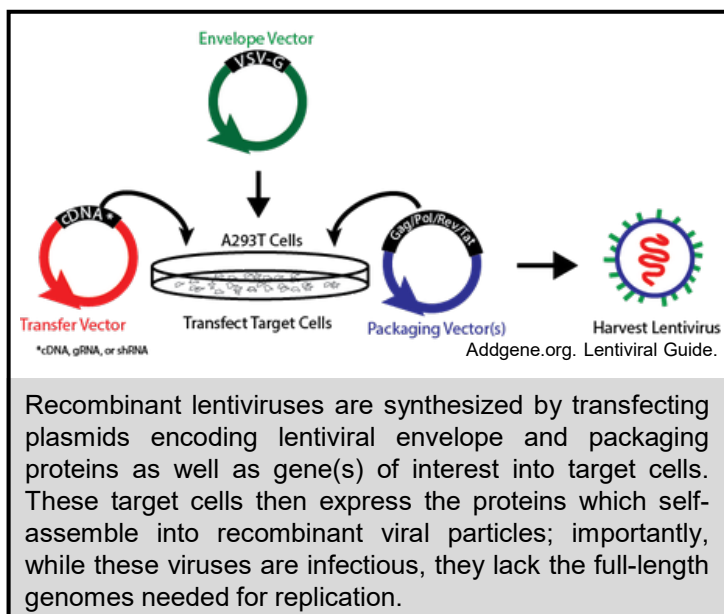 Envelope Vector
VSV-G
cDNA*
A293T Cells
Gag/Pol/Rev/Tat
Transfer Vector
Transfect Target Cells
Packaging Vector(s)
Harvest Lentivirus
*cDNA, gRNA, or shRNA
Addgene.org. Lentiviral Guide.
Recombinant lentiviruses are synthesized by transfecting
plasmids encoding lentiviral envelope and packaging
proteins as well as gene(s) of interest into target cells.
These target cells then express the proteins which self-
assemble into recombinant viral particles; importantly,
while these viruses are infectious, they lack the full-length
genomes needed for replication.